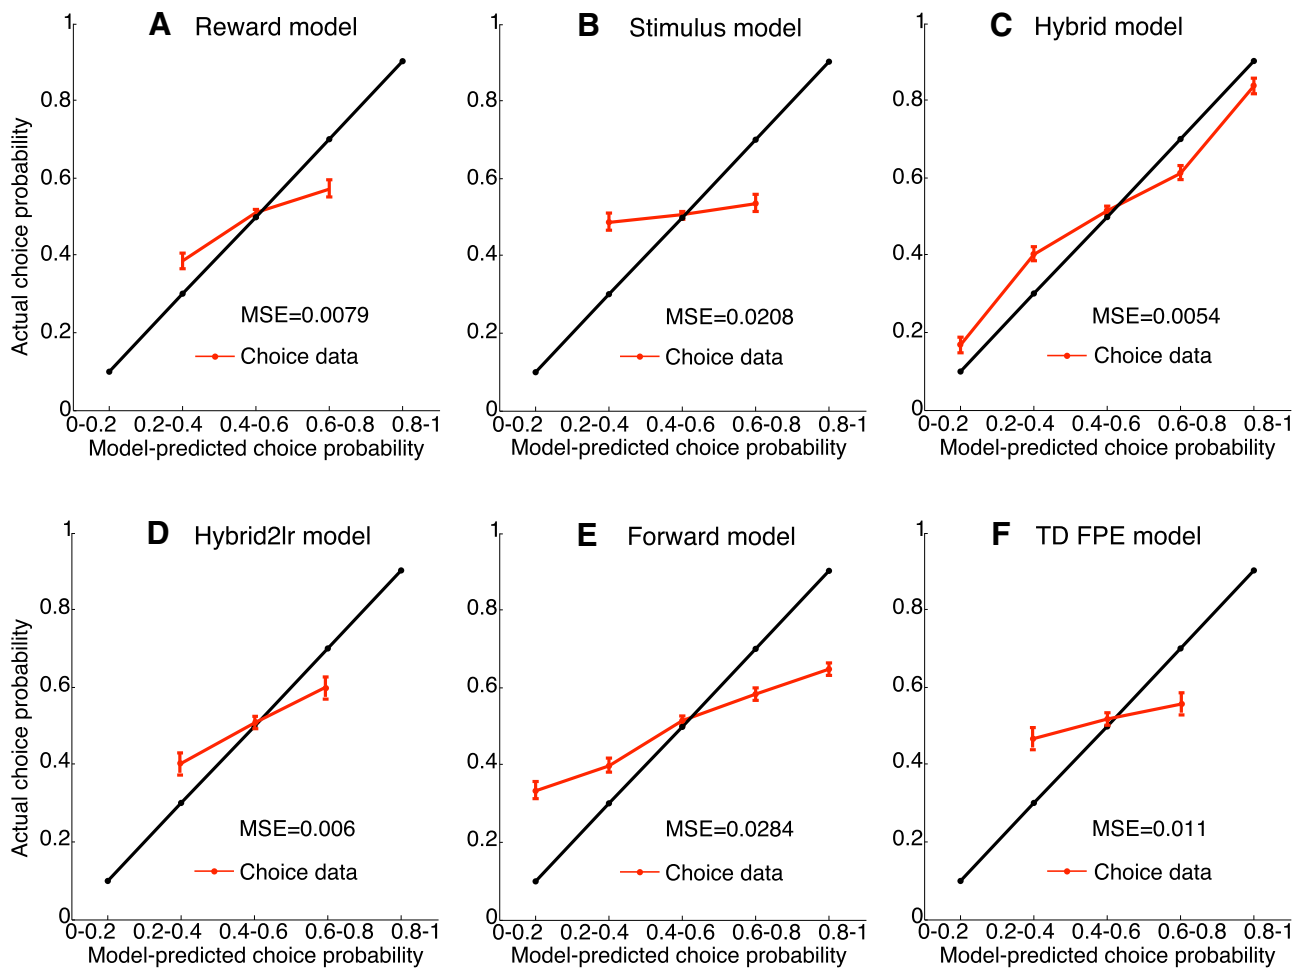 A Reward model
1
0.8
0.6
0.4
0.2
0
Actual choice probability
MSE=0.0079
Choice data
0-0.2 0.2-0.4 0.4-0.6 0.6-0.8 0.8-1
Model-predicted choice probability
B Stimulus model
1
0.8
0.6
0.4
0.2
0
MSE=0.0208
Choice data
0-0.2 0.2-0.4 0.4-0.6 0.6-0.8 0.8-1
Model-predicted choice probability
C Hybrid model
1
0.8
0.6
0.4
0.2
0
MSE=0.0054
Choice data
0-0.2 0.2-0.4 0.4-0.6 0.6-0.8 0.8-1
Model-predicted choice probability
D Hybrid2lr model
1
0.8
0.6
0.4
0.2
0
Actual choice probability
MSE=0.006
Choice data
0-0.2 0.2-0.4 0.4-0.6 0.6-0.8 0.8-1
Model-predicted choice probability
E Forward model
1
0.8
0.6
0.4
0.2
0
MSE=0.0284
Choice data
0-0.2 0.2-0.4 0.4-0.6 0.6-0.8 0.8-1
Model-predicted choice probability
F TD FPE model
1
0.8
0.6
0.4
0.2
0
MSE=0.011
Choice data
0-0.2 0.2-0.4 0.4-0.6 0.6-0.8 0.8-1
Model-predicted choice probability